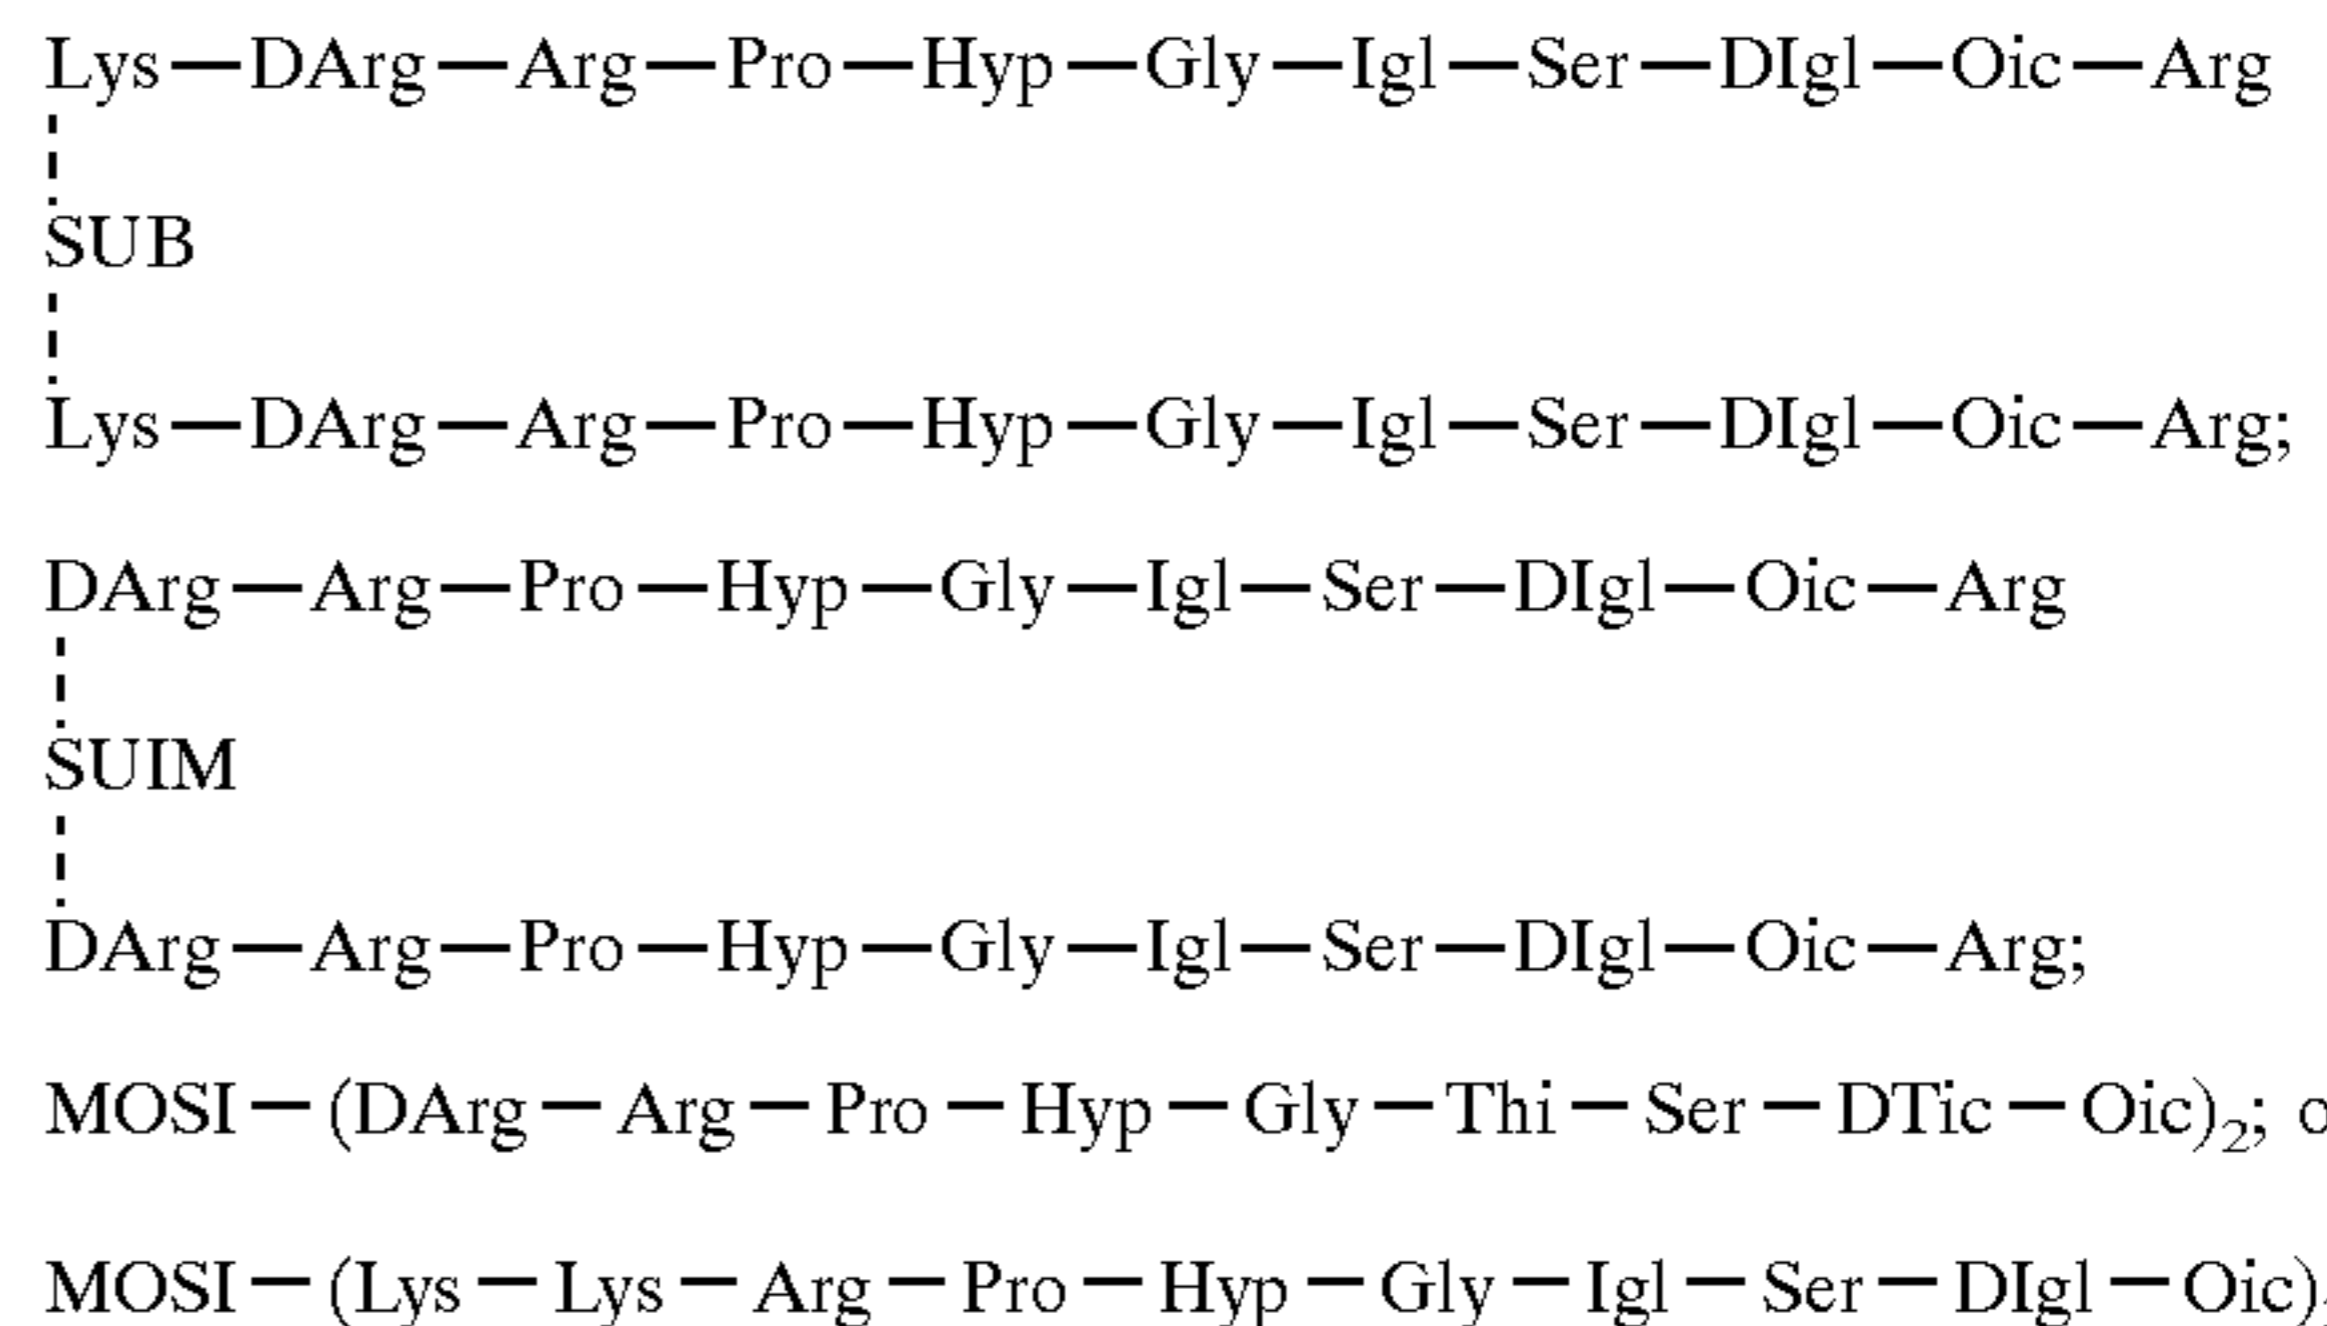 Lys—DArg—Arg—Pro—Hyp—Gly—Igl—Ser—DIgl—Oic—Arg
SUB
Lys—DArg—Arg—Pro—Hyp—Gly—Igl—Ser—DIgl—Oic—Arg;
DArg—Arg—Pro—Hyp—Gly—Igl—Ser—DIgl—Oic—Arg
SUIM
DArg—Arg—Pro—Hyp—Gly—Igl—Ser—DIgl—Oic—Arg;
MOSI—(DArg—Arg—Pro—Hyp—Gly—Thi—Ser—DTic—Oic)₂;
MOSI—(Lys—Lys—Arg—Pro—Hyp—Gly—Igl—Ser—DIgl—Oic)